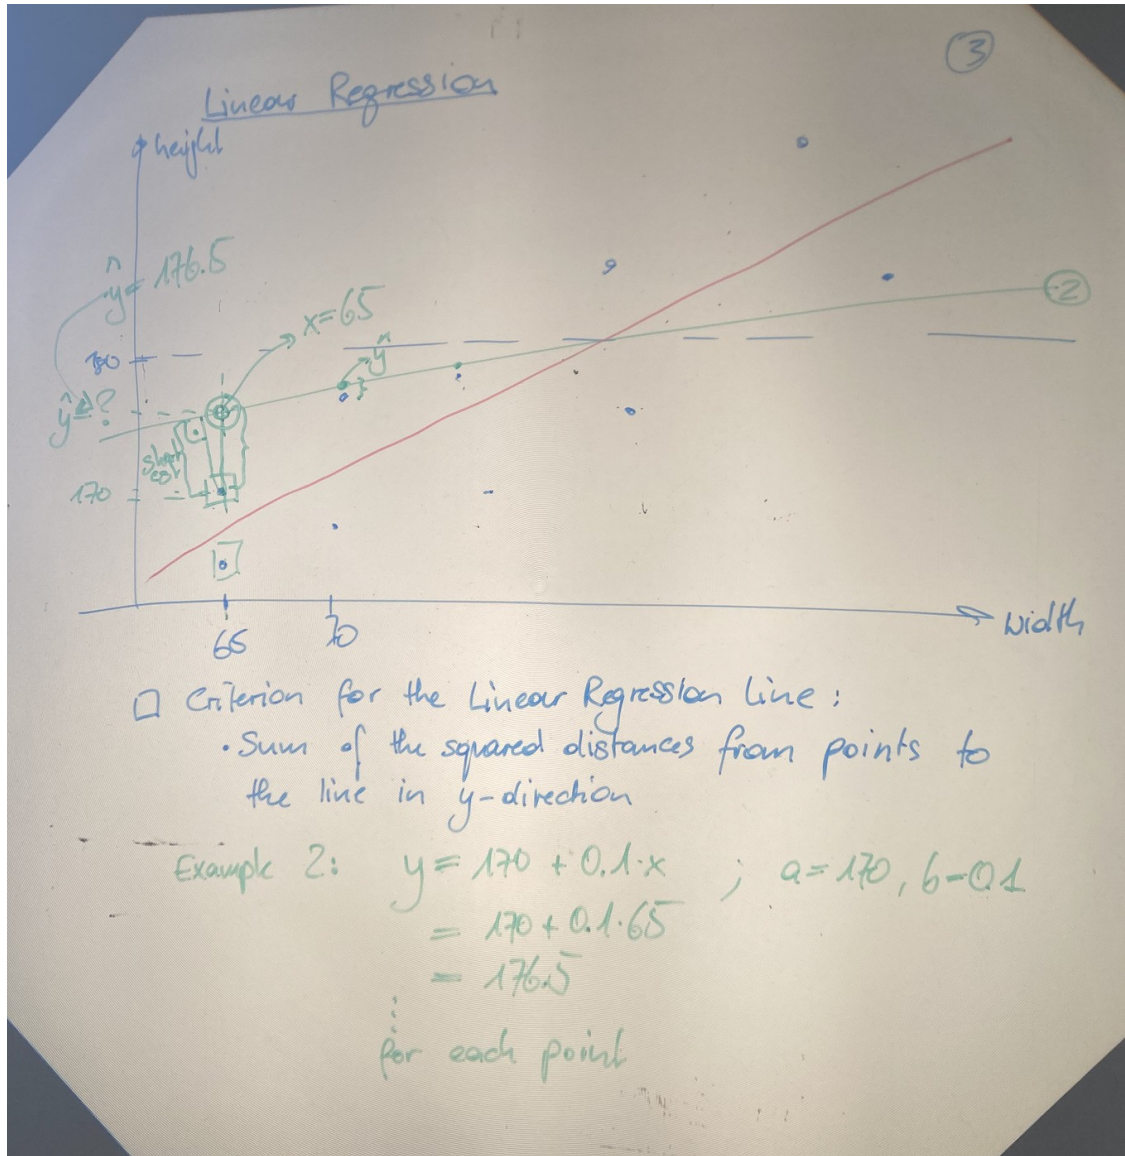 3
Linear Regression
height
ŷ = 176.5
x=65
180
ŷ
2
ŷ = ?
170
65
70
width
□ Criterion for the Linear Regression line:
• Sum of the squared distances from points to
the line in y-direction
Example 2: y = 170 + 0.1·x ; a=170, b=0.1
= 170 + 0.1·65
= 176.5
⋮
for each point